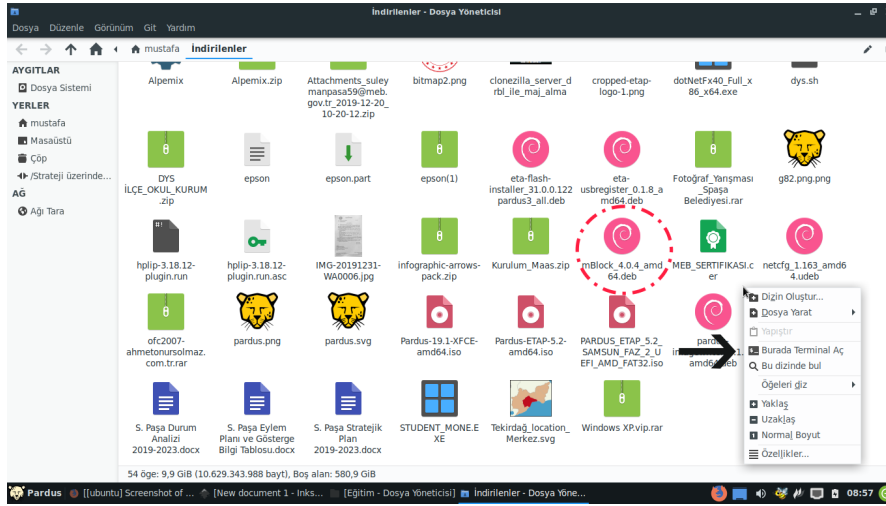 İndirilenler - Dosya Yöneticisi
Dosya Düzenle Görünüm Git Yardım
mustafa İndirilenler
AYGITLAR
Dosya Sistemi
YERLER
mustafa
Masaüstü
Çöp
/Strateji üzerinde...
AĞ
Ağı Tara
Alpemix
Alpemix.zip
Attachments_suley
manpasa59@meb.
gov.tr_2019-12-20_
10-20-12.zip
bitmap2.png
clonezilla_server_d
rbl_ile_maj_alma
cropped-etap-
logo-1.png
dotNetFx40_Full_x
86_x64.exe
dys.sh
DYS
İLÇE_OKUL_KURUM
.zip
epson
epson.part
epson(1)
eta-flash-
installer_31.0.0.122
pardus3_all.deb
eta-
usbregister_0.1.8_a
md64.deb
Fotoğraf_Yarışması
_Spaşa
Belediyesi.rar
g82.png.png
hplip-3.18.12-
plugin.run
hplip-3.18.12-
plugin.run.asc
IMG-20191231-
WA0006.jpg
infographic-arrows-
pack.zip
Kurulum_Maas.zip
mBlock_4.0.4_amd
64.deb
MEB_SERTIFIKASI.c
er
netcfg_1.163_amd6
4.udeb
ofc2007-
ahmetonursolmaz.
com.tr.rar
pardus.png
pardus.svg
Pardus-19.1-XFCE-
amd64.iso
Pardus-ETAP-5.2-
amd64.iso
PARDUS_ETAP_5.2_
SAMSUN_FAZ_2_U
EFI_AMD_FAT32.iso
amd64.deb
S. Paşa Durum
Analizi
2019-2023.docx
S. Paşa Eylem
Planı ve Gösterge
Bilgi Tablosu.docx
S. Paşa Stratejik
Plan
2019-2023.docx
STUDENT_MONE.E
XE
Tekirdağ_location_
Merkez.svg
Windows XP.vip.rar
Dizin Oluştur...
Dosya Yarat
Yapıştır
Burada Terminal Aç
Bu dizinde bul
Öğeleri diz
Yaklaş
Uzaklaş
Normal Boyut
Özellikler...
54 öge: 9,9 GiB (10.629.343.988 bayt), Boş alan: 580,9 GiB
Pardus [[ubuntu] Screenshot of ... [New document 1 - Inks... [Eğitim - Dosya Yöneticisi] İndirilenler - Dosya Yöne... 08:57